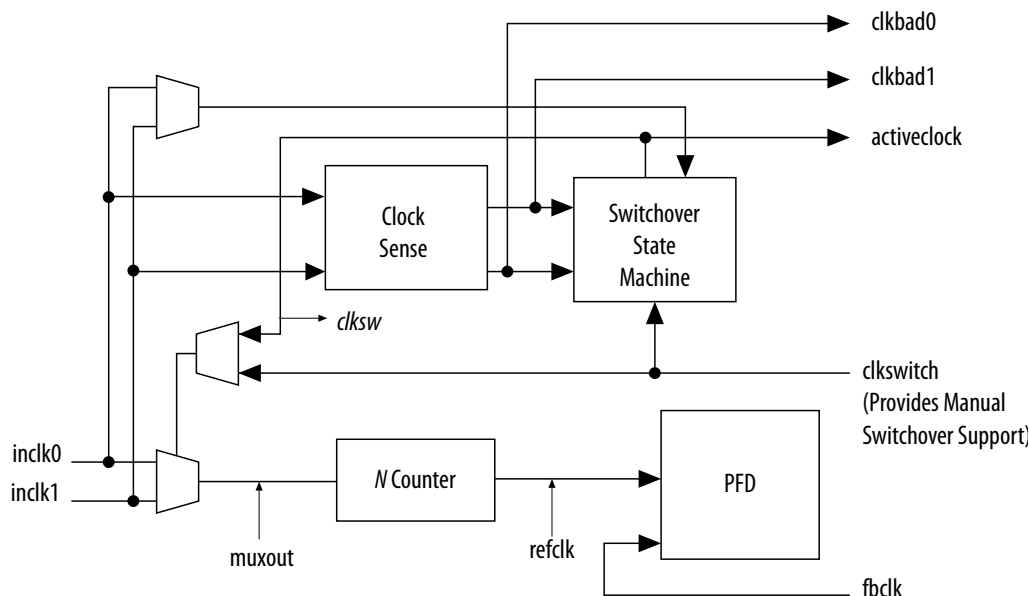 clkbad0
clkbad1
activeclock
Clock
Sense
Switchover
State
Machine
clksw
clkswitch
(Provides Manual
Switchover Support)
inclk0
inclk1
N Counter
PFD
muxout
refclk
fbclk